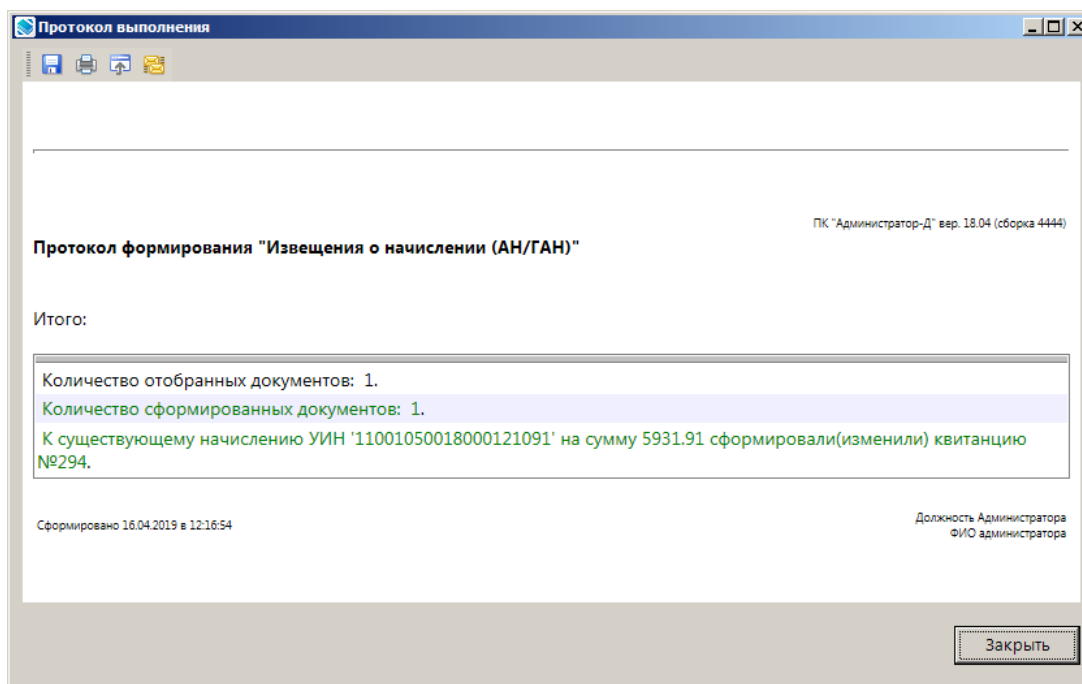 Протокол выполнения
ПК "Администратор-Д" вер. 18.04 (сборка 4444)
Протокол формирования "Извещения о начислении (АН/ГАН)"
Итого:
Количество отобранных документов: 1.
Количество сформированных документов: 1.
К существующему начислению УИН '11001050018000121091' на сумму 5931.91 сформировали(изменили) квитанцию
№294.
Сформировано 16.04.2019 в 12:16:54
Должность Администратора
ФИО администратора
Закрыть